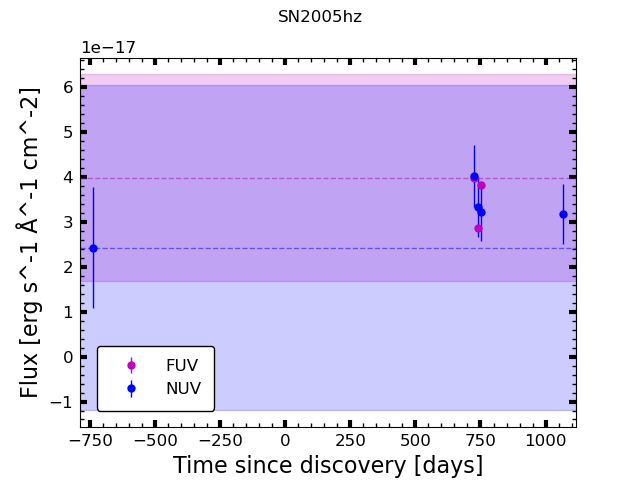 SN2005hz
1e−17
6
5
4
3
2
1
0
−1
Flux [erg s^-1 Å^-1 cm^-2]
FUV
NUV
−750 −500 −250 0 250 500 750 1000
Time since discovery [days]